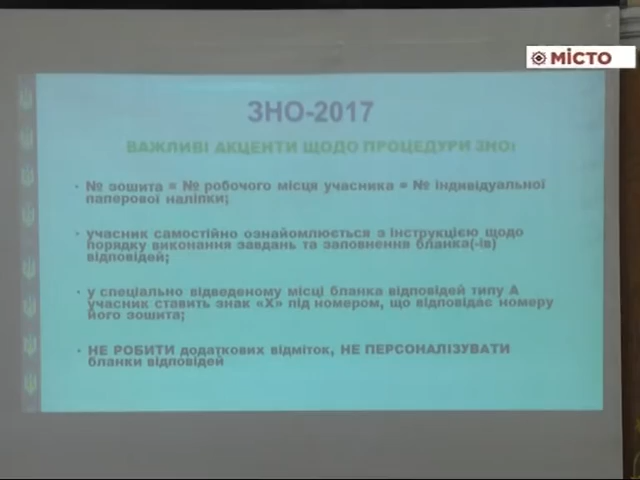 МІСТО
ЗНО-2017
ВАЖЛИВІ АКЦЕНТИ ЩОДО ПРОЦЕДУРИ ЗНО:
• № зошита = № робочого місця учасника = № індивідуальної
паперової наліпки;
• учасник самостійно ознайомлюється з інструкцією щодо
порядку виконання завдань та заповнення бланка(-ів)
відповідей;
• у спеціально відведеному місці бланка відповідей типу А
учасник ставить знак «Х» під номером, що відповідає номеру
його зошита;
• НЕ РОБИТИ додаткових відміток, НЕ ПЕРСОНАЛІЗУВАТИ
бланки відповідей